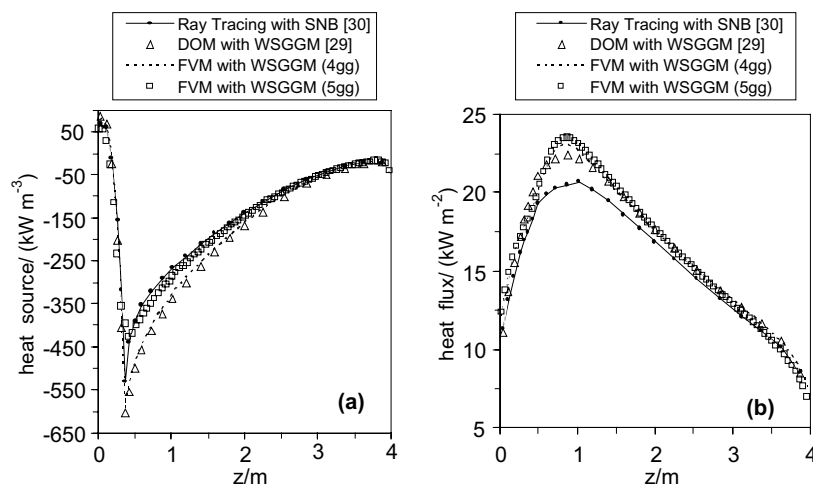 Ray Tracing with SNB [30]
DOM with WSGGM [29]
FVM with WSGGM (4gg)
FVM with WSGGM (5gg)
50
-50
-150
-250
-350
-450
-550
-650
heat source/ (kW m-3)
0 1 2 3 4
z/m
(a)
Ray Tracing with SNB [30]
DOM with WSGGM [29]
FVM with WSGGM (4gg)
FVM with WSGGM (5gg)
25
20
15
10
5
heat flux/ (kW m-2)
0 1 2 3 4
z/m
(b)